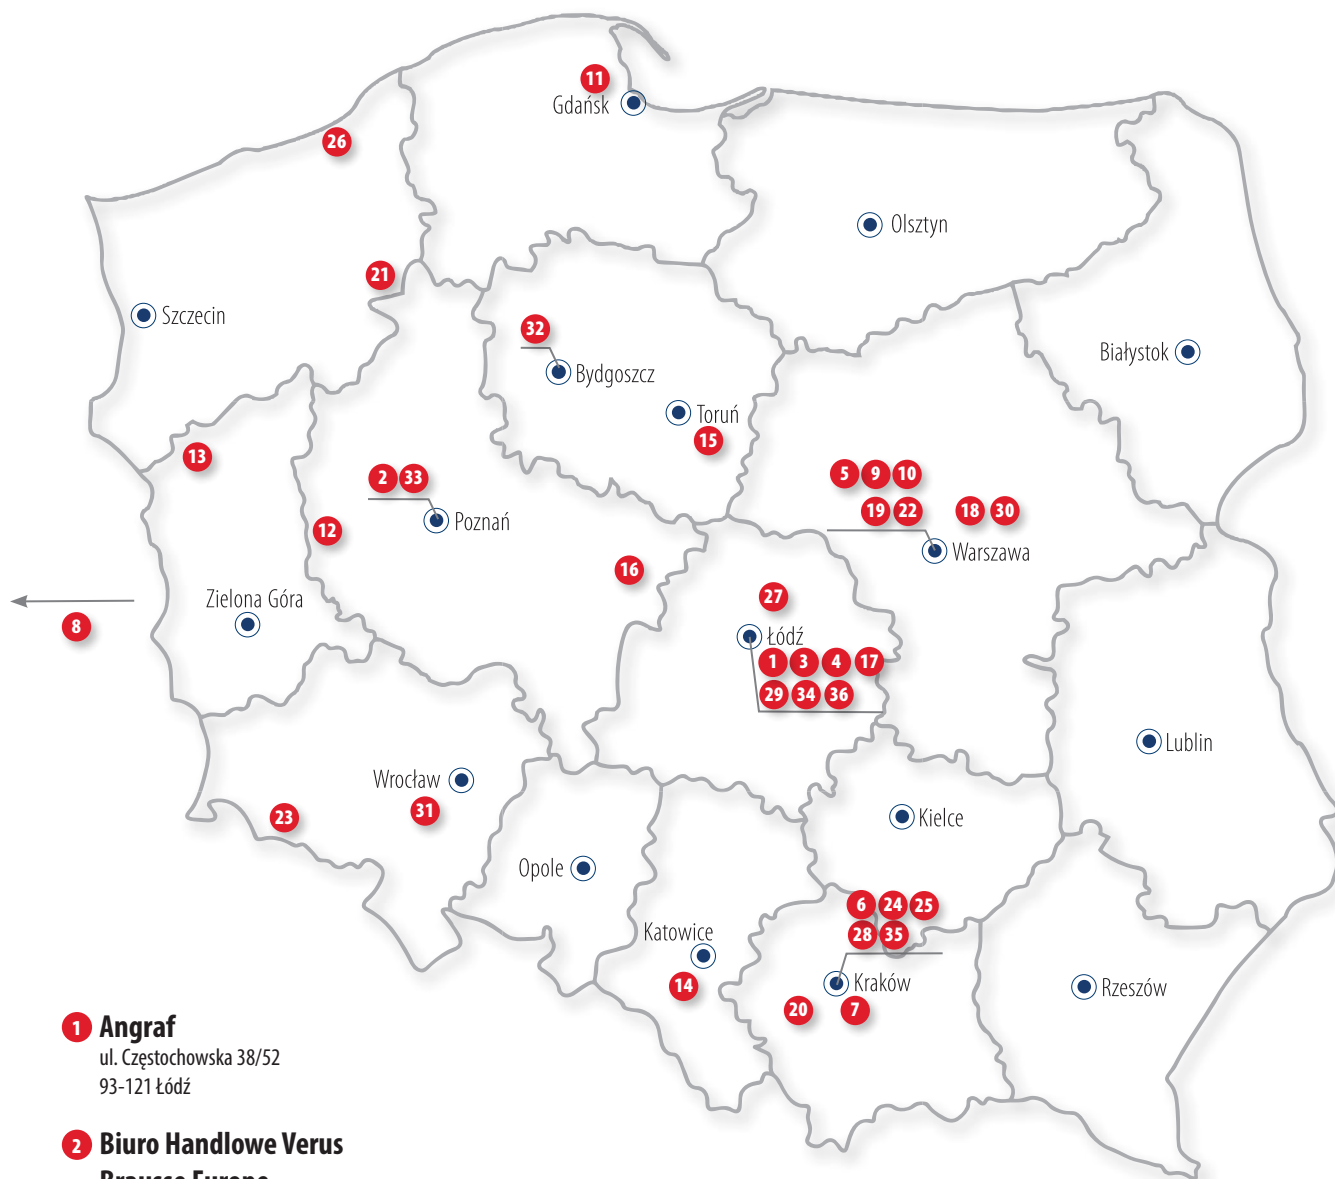 11
Gdańsk
26
Olsztyn
21
Szczecin
32
Białystok
Bydgoszcz
Toruń
15
13
5 9 10
2 33
19 22 18 30
12
Poznań
Warszawa
16
27
Zielona Góra
8
Łódź
1 3 4 17
29 34 36
Lublin
Wrocław
31
23
Kielce
Opole
6 24 25
28 35
Katowice
14
Kraków
Rzeszów
20 7
1 Angraf
ul. Częstochowska 38/52
93-121 Łódź
2 Biuro Handlowe Verus
Brausse Europe